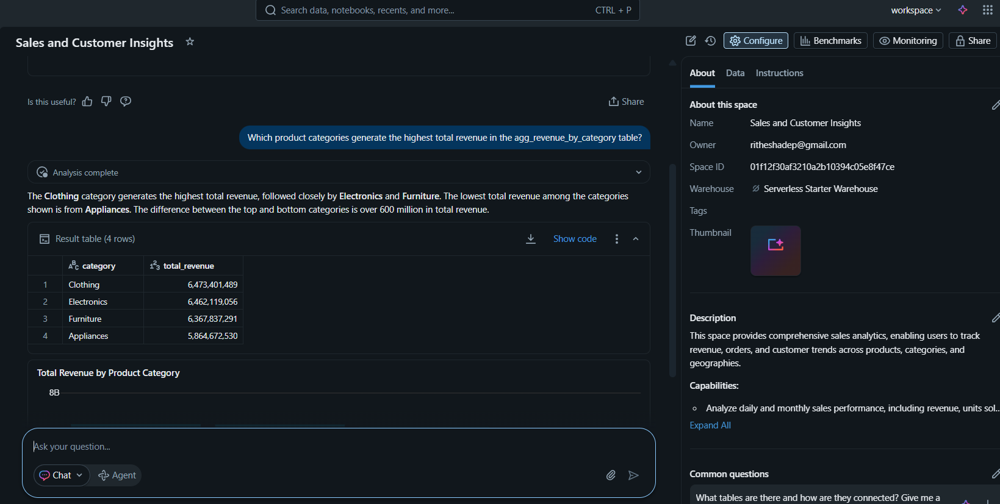 Search data, notebooks, recents, and more... CTRL + P
workspace
Sales and Customer Insights
Configure Benchmarks Monitoring Share
Is this useful? Share
Which product categories generate the highest total revenue in the agg_revenue_by_category table?
Analysis complete
The Clothing category generates the highest total revenue, followed closely by Electronics and Furniture. The lowest total revenue among the categories
shown is from Appliances. The difference between the top and bottom categories is over 600 million in total revenue.
Result table (4 rows) Show code
ABC category 123 total_revenue
1 Clothing 6,473,401,489
2 Electronics 6,462,119,056
3 Furniture 6,367,837,291
4 Appliances 5,864,672,530
Total Revenue by Product Category
8B
Ask your question...
Chat Agent
About Data Instructions
About this space
Name Sales and Customer Insights
Owner ritheshadep@gmail.com
Space ID 01f12f30af3210a2b10394c05e8f47ce
Warehouse Serverless Starter Warehouse
Tags
Thumbnail
Description
This space provides comprehensive sales analytics, enabling users to track
revenue, orders, and customer trends across products, categories, and
geographies.
Capabilities:
Analyze daily and monthly sales performance, including revenue, units sol...
Expand All
Common questions
What tables are there and how are they connected? Give me a